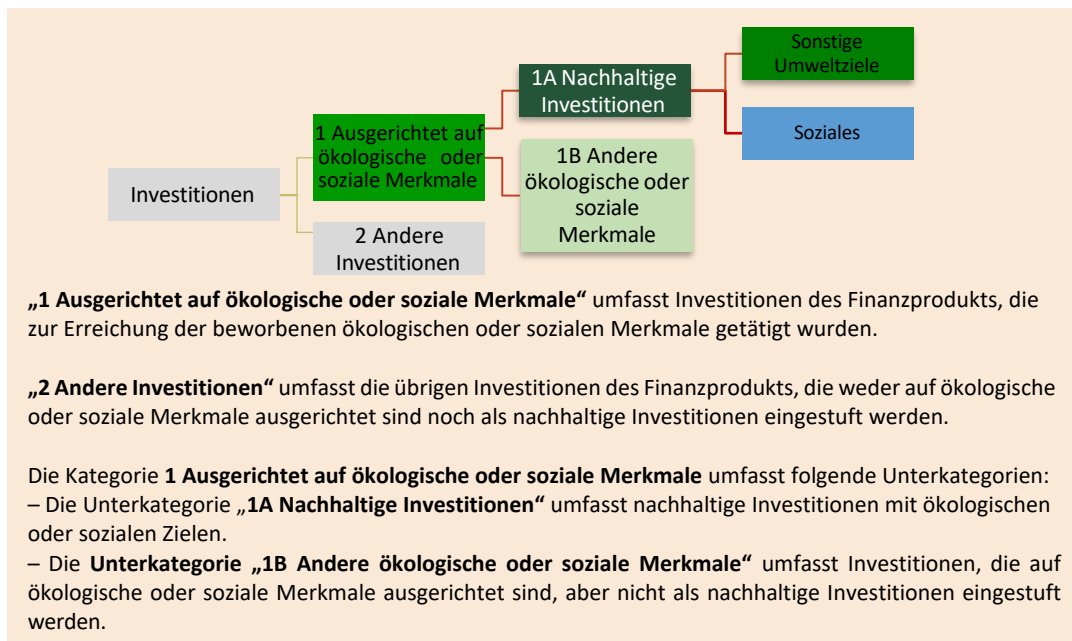 Sonstige
Umweltziele
1A Nachhaltige
Investitionen
Soziales
1 Ausgerichtet auf
ökologische oder
soziale Merkmale
1B Andere
ökologische oder
soziale
Merkmale
Investitionen
2 Andere
Investitionen
„1 Ausgerichtet auf ökologische oder soziale Merkmale“ umfasst Investitionen des Finanzprodukts, die
zur Erreichung der beworbenen ökologischen oder sozialen Merkmale getätigt wurden.
„2 Andere Investitionen“ umfasst die übrigen Investitionen des Finanzprodukts, die weder auf ökologische
oder soziale Merkmale ausgerichtet sind noch als nachhaltige Investitionen eingestuft werden.
Die Kategorie 1 Ausgerichtet auf ökologische oder soziale Merkmale umfasst folgende Unterkategorien:
– Die Unterkategorie „1A Nachhaltige Investitionen“ umfasst nachhaltige Investitionen mit ökologischen
oder sozialen Zielen.
– Die Unterkategorie „1B Andere ökologische oder soziale Merkmale“ umfasst Investitionen, die auf
ökologische oder soziale Merkmale ausgerichtet sind, aber nicht als nachhaltige Investitionen eingestuft
werden.